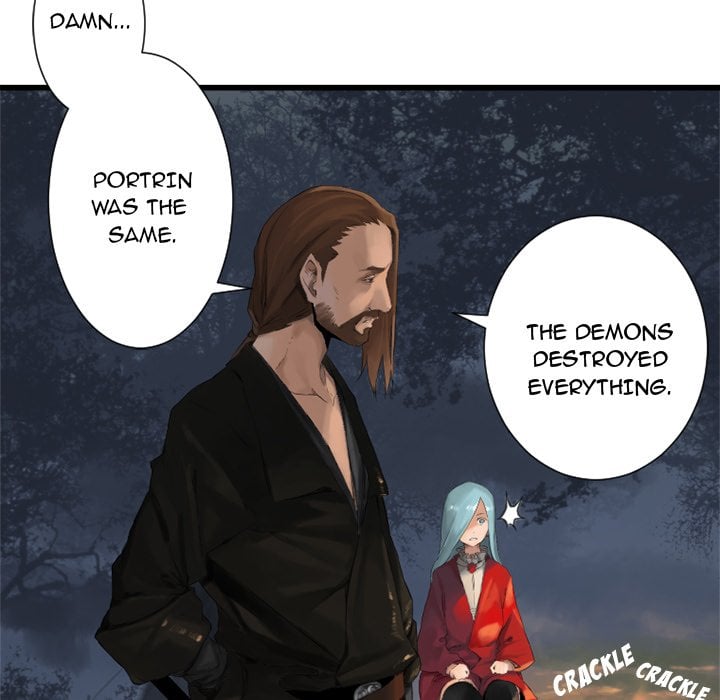 DAMN...
PORTRIN
WAS THE
SAME.
THE DEMONS
DESTROYED
EVERYTHING.
CRACKLE
CRACKLE